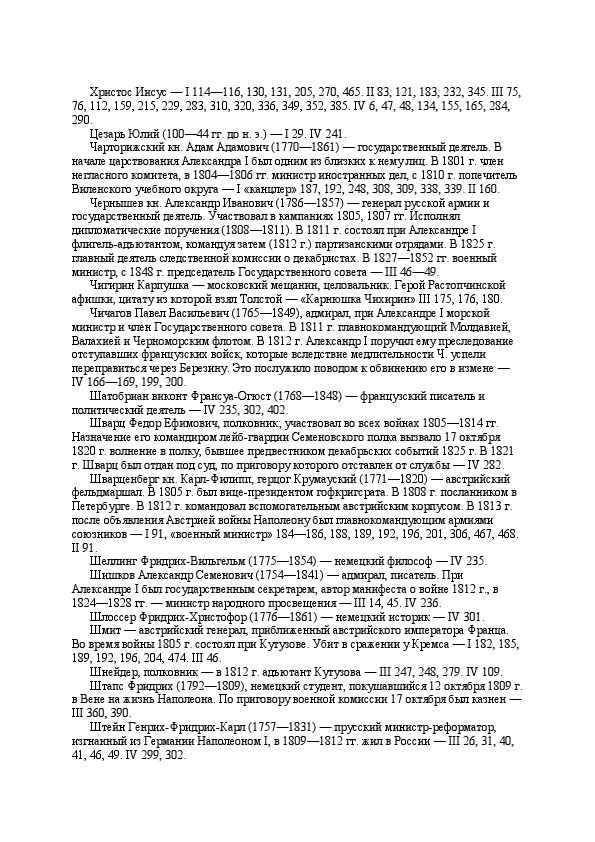 Христос Иисус — I 114—116, 130, 131, 205, 270, 465. II 83, 121, 183, 232, 345. III 75,
76, 112, 159, 215, 229, 283, 310, 320, 336, 349, 352, 385. IV 6, 47, 48, 134, 155, 165, 284,
290.
Цезарь Юлий (100—44 гг. до н. э.) — I 29. IV 241.
Чарторижский кн. Адам Адамович (1770—1861) — государственный деятель. В
начале царствования Александра I был одним из близких к нему лиц. В 1801 г. член
негласного комитета, в 1804—1806 гг. министр иностранных дел, с 1810 г. попечитель
Виленского учебного округа — I «канцлер» 187, 192, 248, 308, 309, 338, 339. II 160.
Чернышев кн. Александр Иванович (1786—1857) — генерал русской армии и
государственный деятель. Участвовал в кампаниях 1805, 1807 гг. Исполнял
дипломатические поручения (1808—1811). В 1811 г. состоял при Александре I
флигель-адъютантом, командуя затем (1812 г.) партизанскими отрядами. В 1825 г.
главный деятель следственной комиссии о декабристах. В 1827—1852 гг. военный
министр, с 1848 г. председатель Государственного совета — III 46—49.
Чигирин Карпушка — московский мещанин, целовальник. Герой Растопчинской
афишки, цитату из которой взял Толстой — «Карнюшка Чихирин» III 175, 176, 180.
Чичагов Павел Васильевич (1765—1849), адмирал, при Александре I морской
министр и член Государственного совета. В 1811 г. главнокомандующий Молдавией,
Валахией и Черноморским флотом. В 1812 г. Александр I поручил ему преследование
отступавших французских войск, которые вследствие медлительности Ч. успели
переправиться через Березину. Это послужило поводом к обвинению его в измене —
IV 166—169, 199, 200.
Шатобриан виконт Франсуа-Огюст (1768—1848) — французский писатель и
политический деятель — IV 235, 302, 402.
Шварц Федор Ефимович, полковник; участвовал во всех войнах 1805—1814 гг.
Назначение его командиром лейб-гвардии Семеновского полка вызвало 17 октября
1820 г. волнение в полку, бывшее предвестником декабрьских событий 1825 г. В 1821
г. Шварц был отдан под суд, по приговору которого отставлен от службы — IV 282.
Шварценберг кн. Карл-Филипп, герцог Крумауский (1771—1820) — австрийский
фельдмаршал. В 1805 г. был вице-президентом гофкригсрата. В 1808 г. посланником в
Петербурге. В 1812 г. командовал вспомогательным австрийским корпусом. В 1813 г.
после объявления Австрией войны Наполеону был главнокомандующим армиями
союзников — I 91, «военный министр» 184—186, 188, 189, 192, 196, 201, 306, 467, 468.
II 91.
Шеллинг Фридрих-Вильгельм (1775—1854) — немецкий философ — IV 235.
Шишков Александр Семенович (1754—1841) — адмирал, писатель. При
Александре I был государственным секретарем, автор манифеста о войне 1812 г., в
1824—1828 гг. — министр народного просвещения — III 14, 45. IV 236.
Шлоссер Фридрих-Христофор (1776—1861) — немецкий историк — IV 301.
Шмит — австрийский генерал, приближенный австрийского императора Франца.
Во время войны 1805 г. состоял при Кутузове. Убит в сражении у Кремса — I 182, 185,
189, 192, 196, 204, 474. III 46.
Шнейдер, полковник — в 1812 г. адъютант Кутузова — III 247, 248, 279. IV 109.
Штапс Фридрих (1792—1809), немецкий студент, покушавшийся 12 октября 1809 г.
в Вене на жизнь Наполеона. По приговору военной комиссии 17 октября был казнен —
III 360, 390.
Штейн Генрих-Фридрих-Карл (1757—1831) — прусский министр-реформатор,
изгнанный из Германии Наполеоном I, в 1809—1812 гг. жил в России — III 26, 31, 40,
41, 46, 49. IV 299, 302.